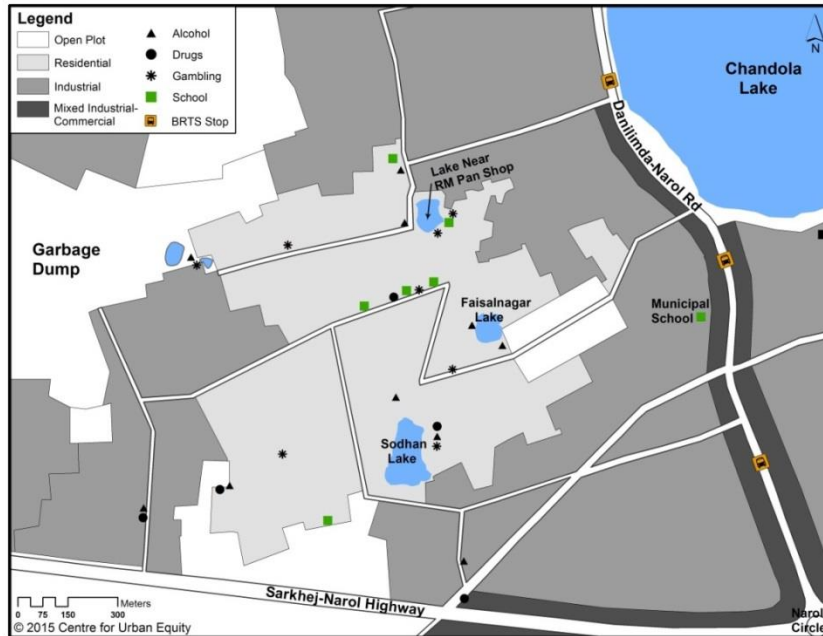 Legend
Open Plot
Residential
Industrial
Mixed Industrial-
Commercial
Alcohol
Drugs
Gambling
School
BRTS Stop
N
Chandola
Lake
Danilimda-Narol Rd
Lake Near
RM Pan Shop
Garbage
Dump
Faisalnagar
Lake
Municipal
School
Sodhan
Lake
Sarkhej-Narol Highway
Narol
Circle
Meters
0 75 150 300
© 2015 Centre for Urban Equity